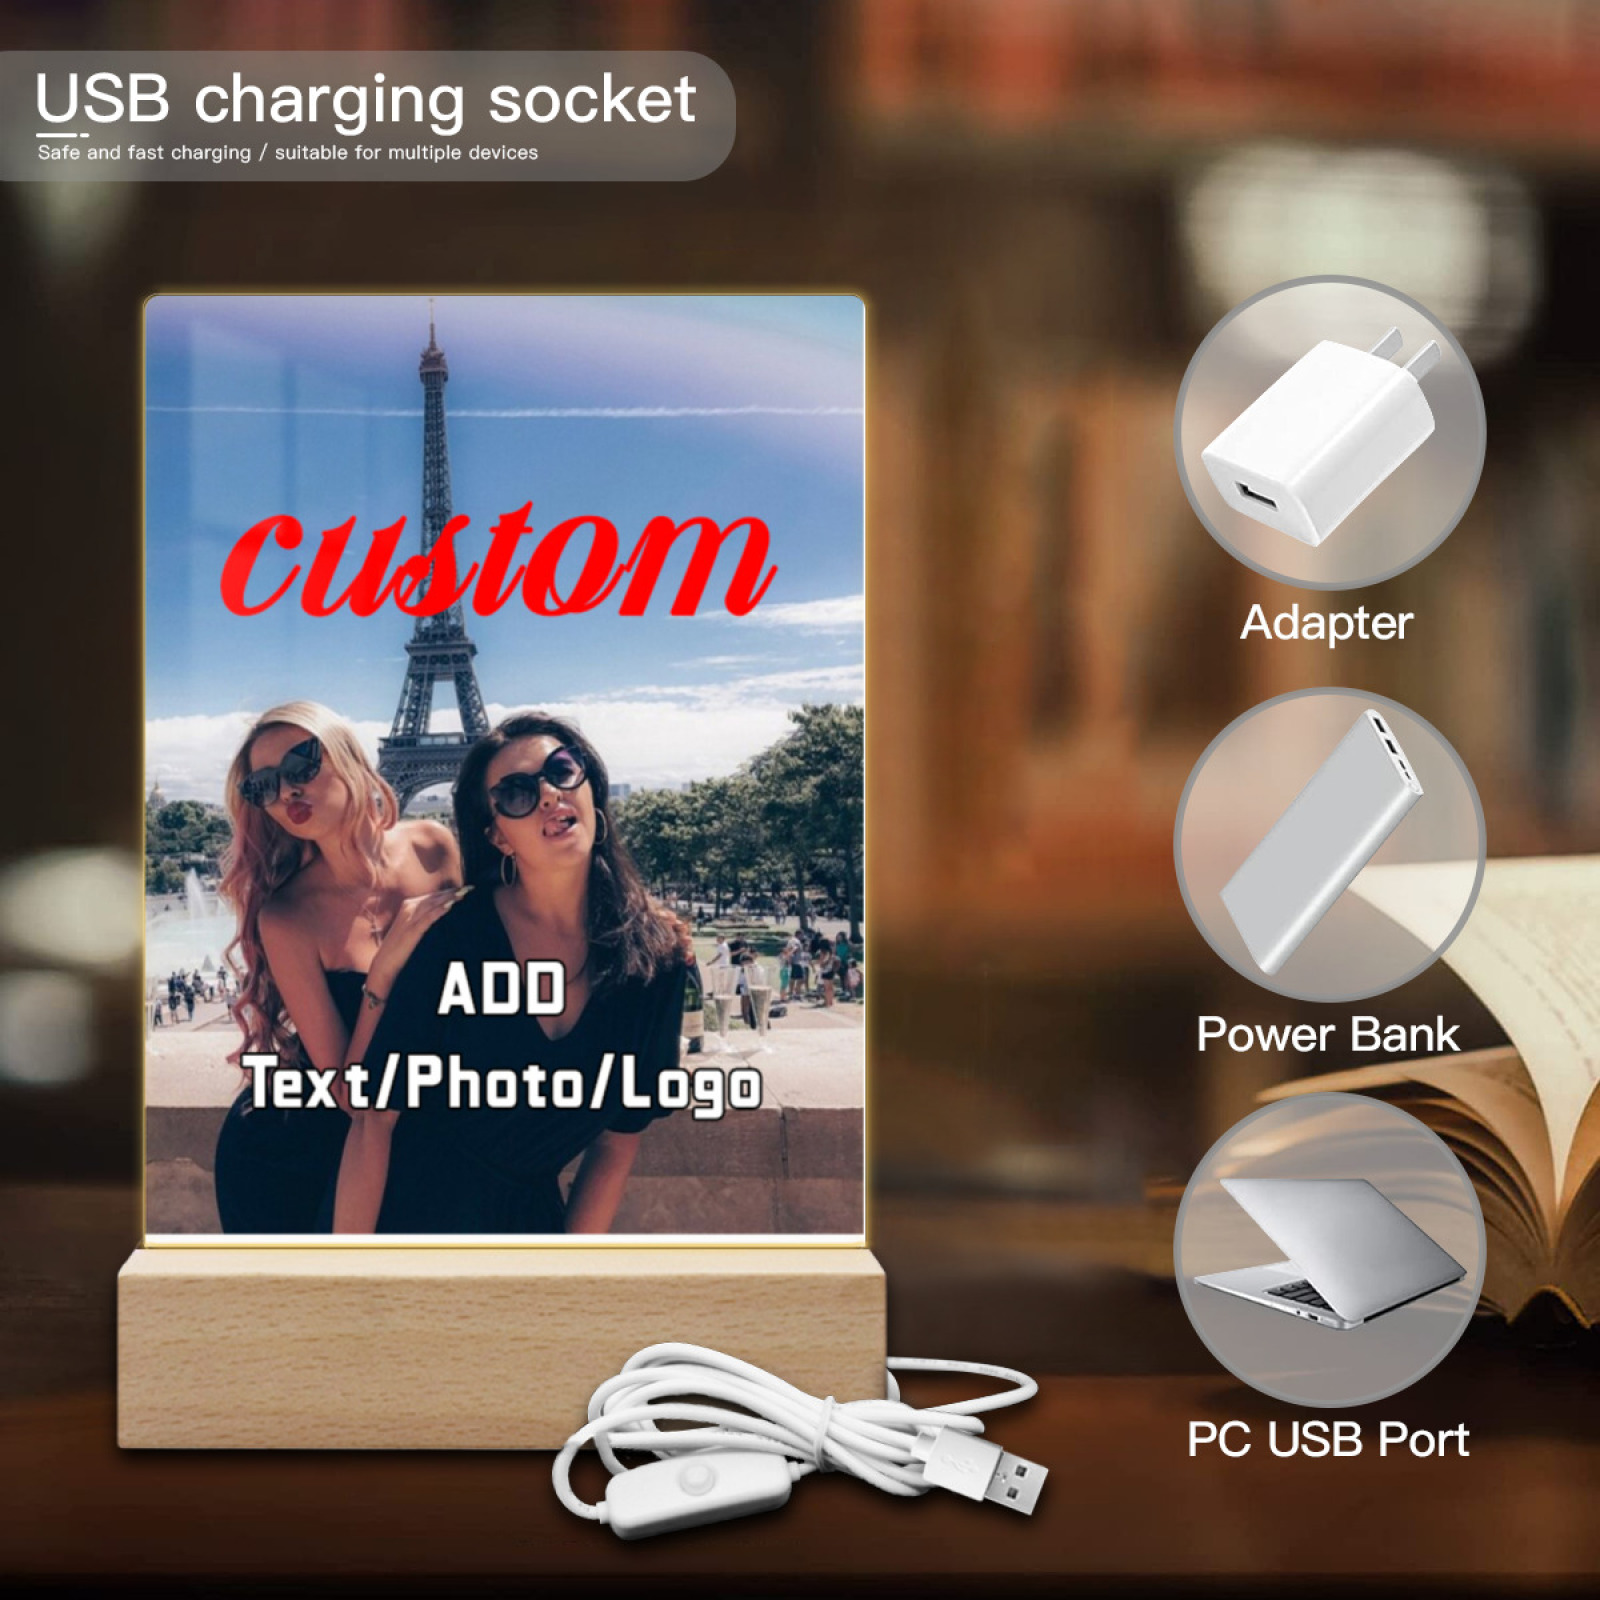 USB charging socket
Safe and fast charging / suitable for multiple devices
custom
ADD
Text/Photo/Logo
Adapter
Power Bank
PC USB Port